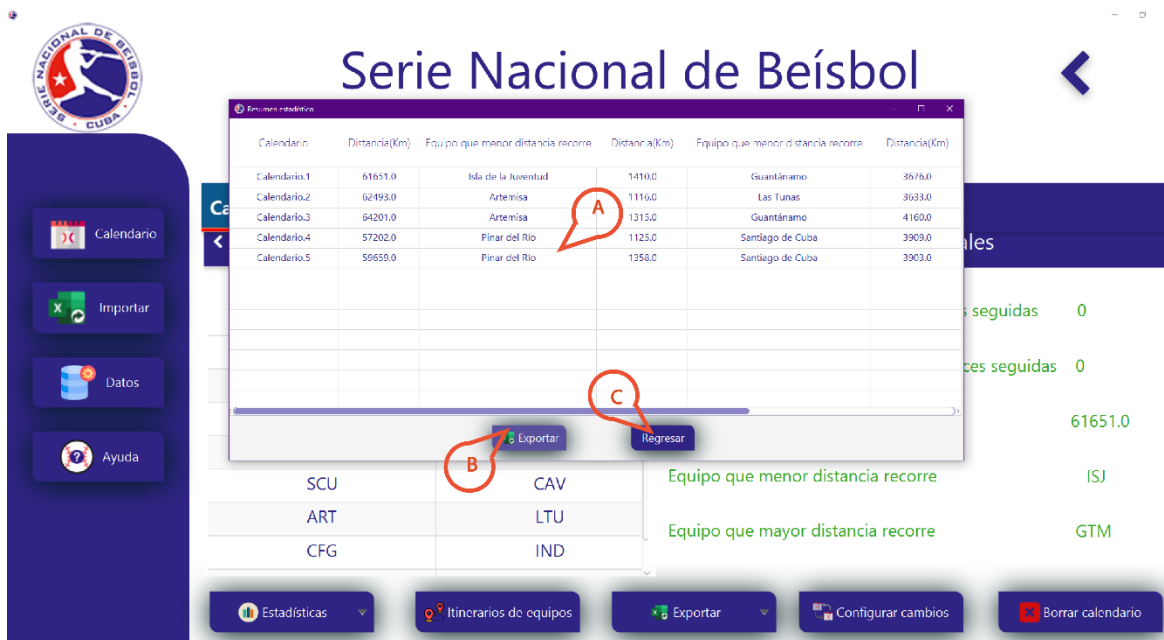 SERIE NACIONAL DE BEISBOL
CUBA
Serie Nacional de Beísbol
Calendario
Importar
Datos
Ayuda
Resumen estadístico
Calendario Distancia(Km) Equipo que menor distancia recorre Distancia(Km) Equipo que menor distancia recorre Distancia(Km)
Calendario.1 61651.0 Isla de la Juventud 1410.0 Guantánamo 3676.0
Calendario.2 62493.0 Artemisa 1116.0 Las Tunas 3633.0
Calendario.3 64201.0 Artemisa 1315.0 Guantánamo 4160.0
Calendario.4 57202.0 Pinar del Río 1125.0 Santiago de Cuba 3909.0
Calendario.5 59659.0 Pinar del Río 1358.0 Santiago de Cuba 3903.0
A
B
C
Exportar Regresar
Ca
ales
seguidas 0
ces seguidas 0
61651.0
Equipo que menor distancia recorre ISJ
Equipo que mayor distancia recorre GTM
SCU CAV
ART LTU
CFG IND
Estadísticas Itinerarios de equipos Exportar Configurar cambios Borrar calendario